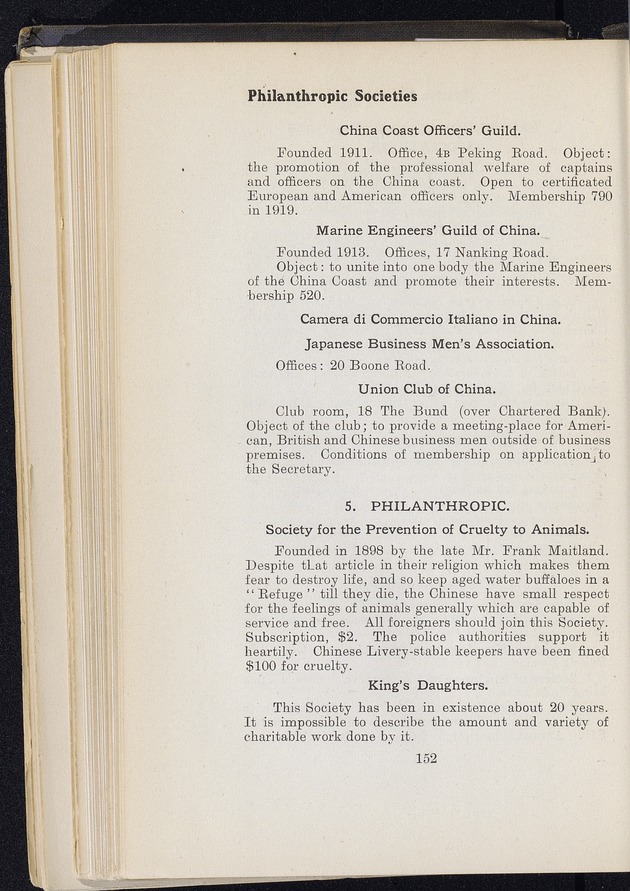 Philanthropic Societies
China Coast Officers' Guild.
Founded 1911. Office, 4B Peking Road. Object:
the promotion of the professional welfare of captains
and officers on the China coast. Open to certificated
European and American officers only. Membership 790
in 1919.
Marine Engineers' Guild of China.
Founded 1913. Offices, 17 Nanking Road.
Object: to unite into one body the Marine Engineers
of the China Coast and promote their interests. Mem-
bership 520.
Camera di Commercio Italiano in China.
Japanese Business Men's Association.
Offices: 20 Boone Road.
Union Club of China.
Club room, 18 The Bund (over Chartered Bank).
Object of the club; to provide a meeting-place for Ameri-
can, British and Chinese business men outside of business
premises. Conditions of membership on application to
the Secretary.
5. PHILANTHROPIC.
Society for the Prevention of Cruelty to Animals.
Founded in 1898 by the late Mr. Frank Maitland.
Despite tLat article in their religion which makes them
fear to destroy life, and so keep aged water buffaloes in a
"Refuge" till they die, the Chinese have small respect
for the feelings of animals generally which are capable of
service and free. All foreigners should join this Society.
Subscription, $2. The police authorities support it
heartily. Chinese Livery-stable keepers have been fined
$100 for cruelty.
King's Daughters.
This Society has been in existence about 20 years.
It is impossible to describe the amount and variety of
charitable work done by it.
152